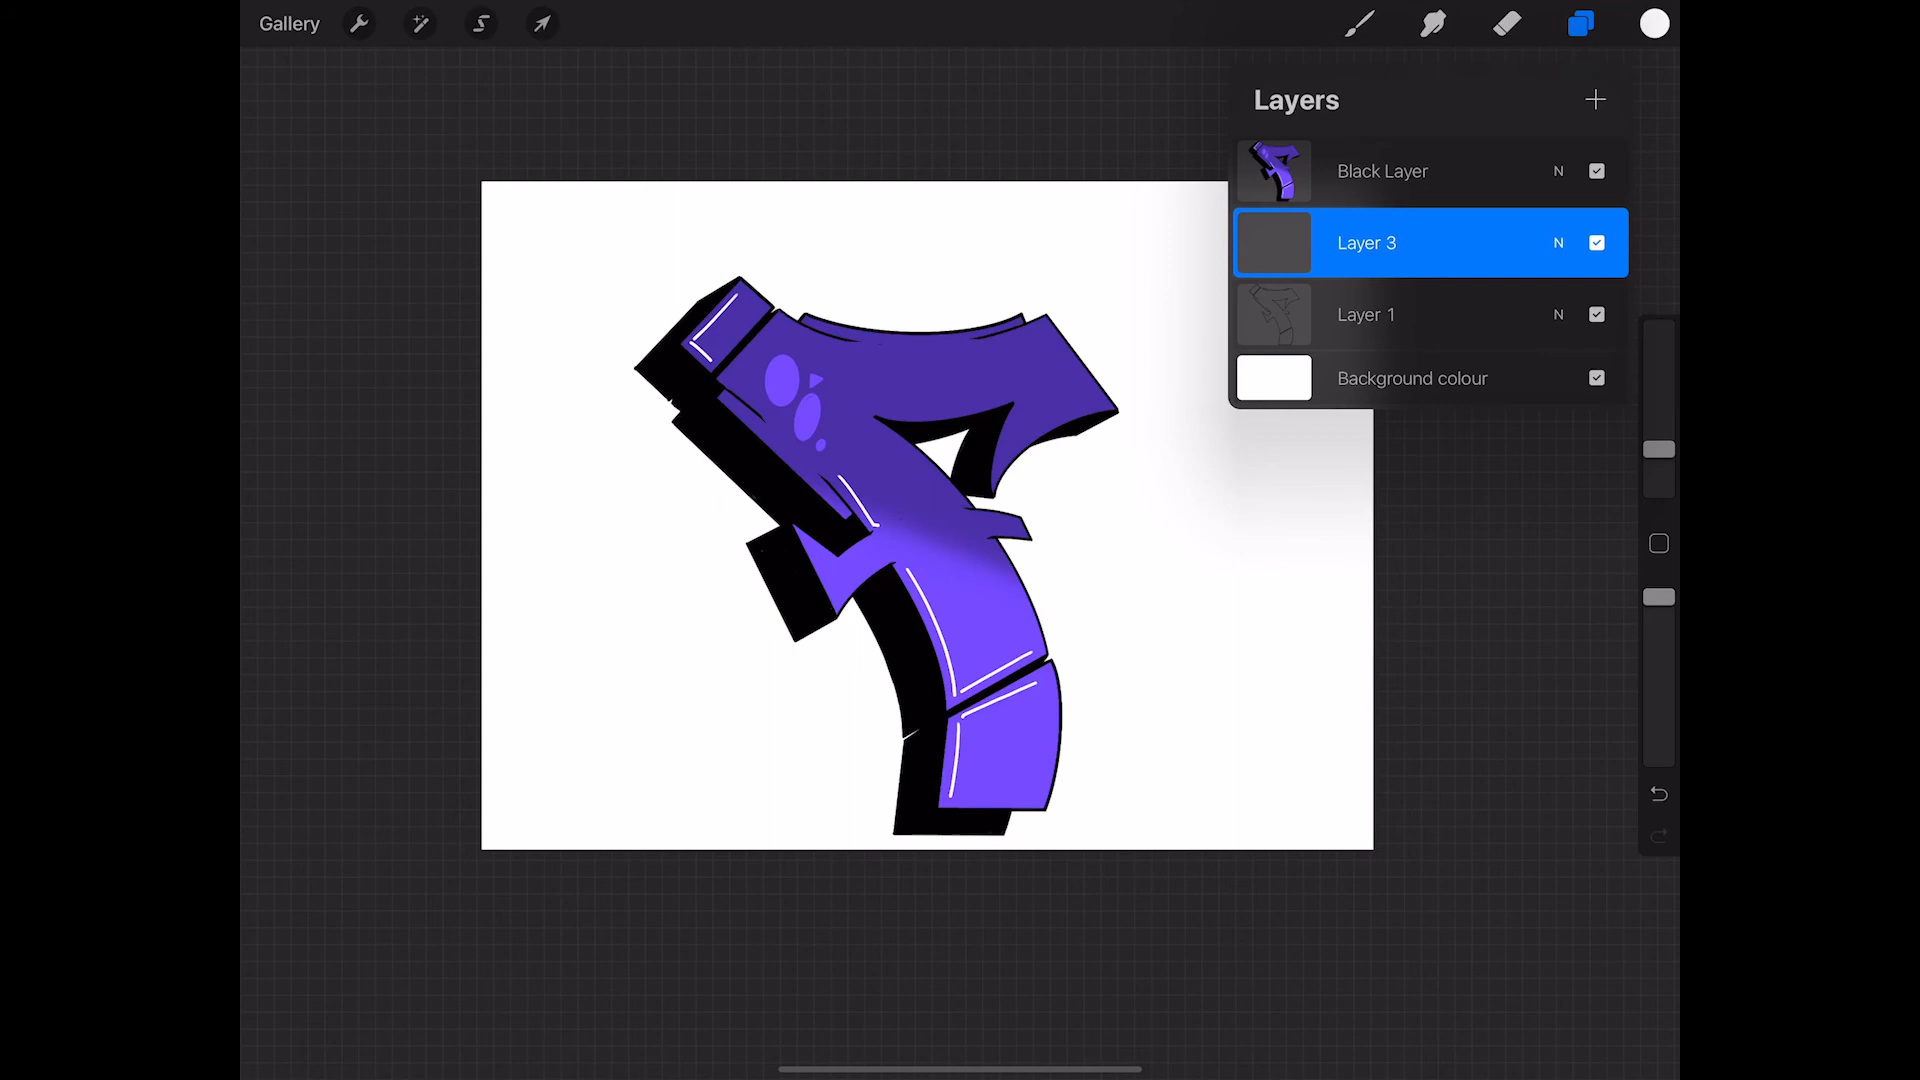 Gallery
Layers
Black Layer N
Layer 3 N
Layer 1 N
Background colour